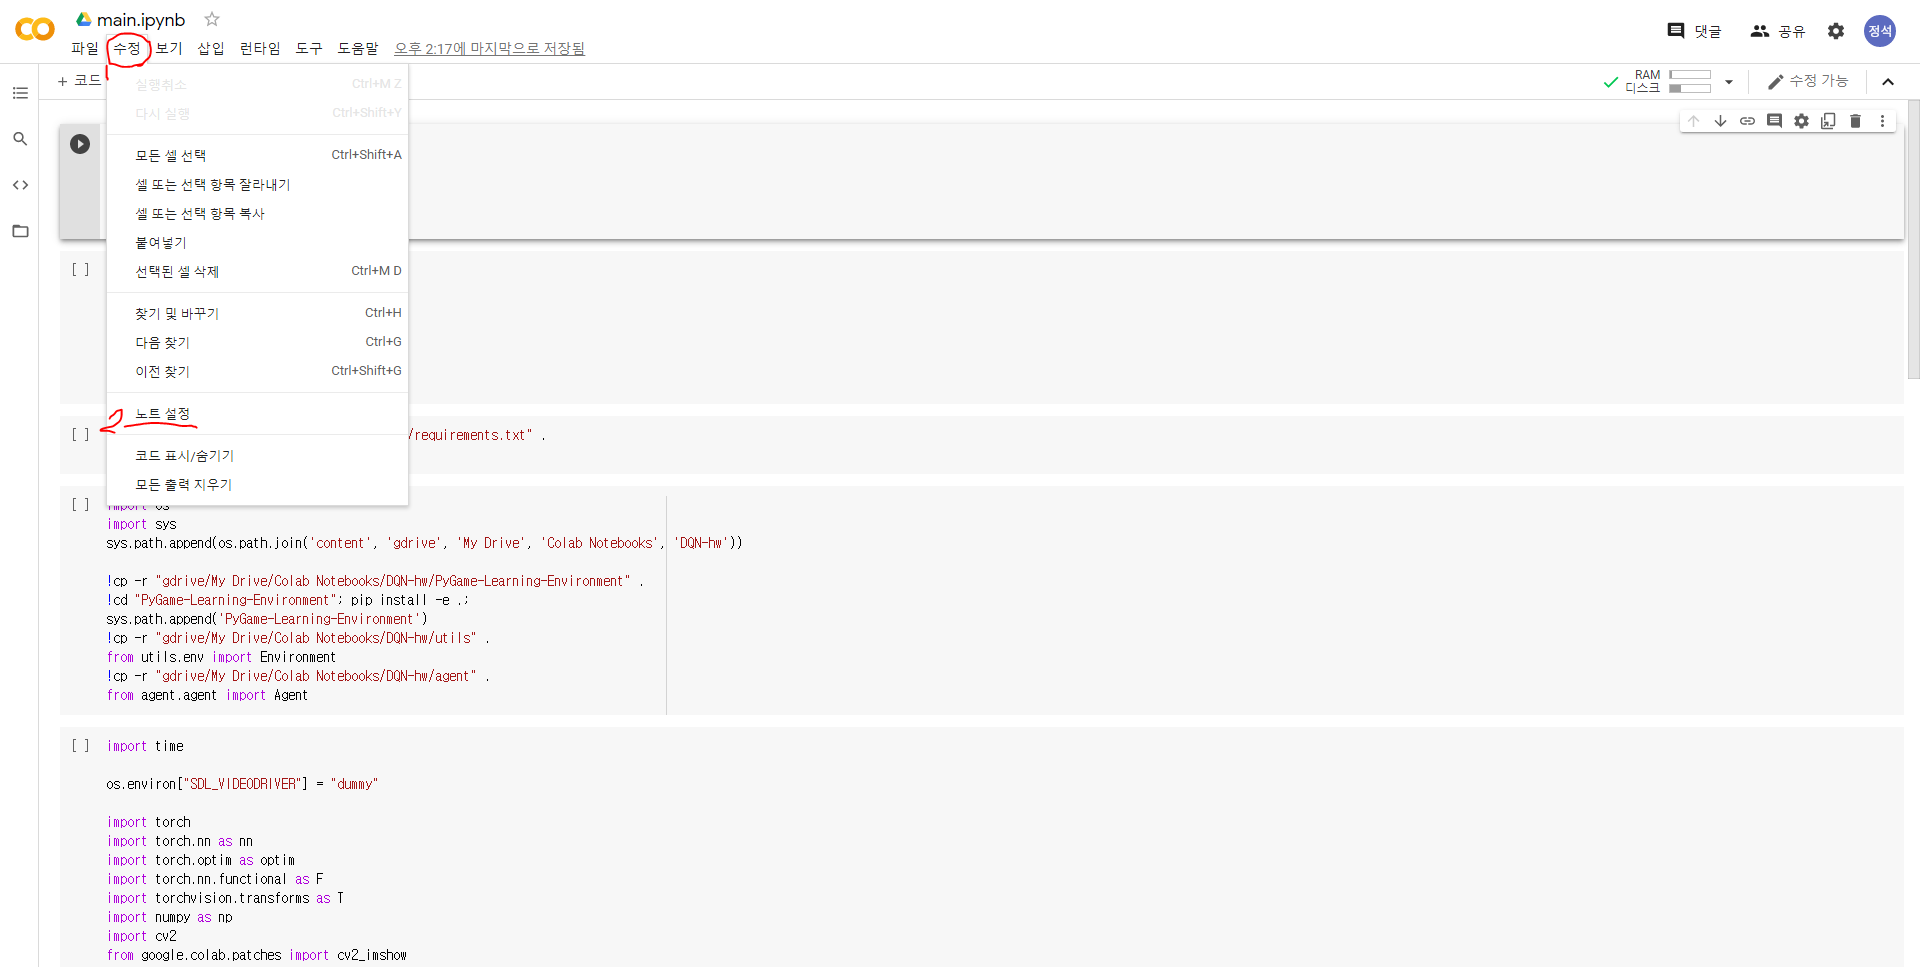 main.ipynb
파일 수정 보기 삽입 런타임 도구 도움말 오후 2:17에 마지막으로 저장됨
댓글 공유 정석
+ 코드
RAM
디스크
수정 가능
실행취소 Ctrl+M Z
다시 실행 Ctrl+Shift+Y
모든 셀 선택 Ctrl+Shift+A
셀 또는 선택 항목 잘라내기
셀 또는 선택 항목 복사
붙여넣기
선택된 셀 삭제 Ctrl+M D
찾기 및 바꾸기 Ctrl+H
다음 찾기 Ctrl+G
이전 찾기 Ctrl+Shift+G
노트 설정
코드 표시/숨기기
모든 출력 지우기
[ ]
[ ] /requirements.txt" .
[ ] import os
import sys
sys.path.append(os.path.join('content', 'gdrive', 'My Drive', 'Colab Notebooks', 'DQN-hw'))
!cp -r "gdrive/My Drive/Colab Notebooks/DQN-hw/PyGame-Learning-Environment" .
!cd "PyGame-Learning-Environment"; pip install -e .;
sys.path.append('PyGame-Learning-Environment')
!cp -r "gdrive/My Drive/Colab Notebooks/DQN-hw/utils" .
from utils.env import Environment
!cp -r "gdrive/My Drive/Colab Notebooks/DQN-hw/agent" .
from agent.agent import Agent
[ ] import time
os.environ["SDL_VIDEODRIVER"] = "dummy"
import torch
import torch.nn as nn
import torch.optim as optim
import torch.nn.functional as F
import torchvision.transforms as T
import numpy as np
import cv2
from google.colab.patches import cv2_imshow